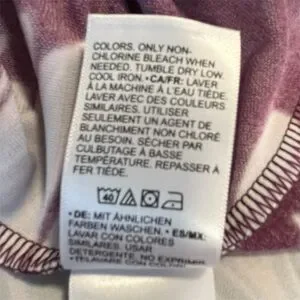 COLORS. ONLY NON-
CHLORINE BLEACH WHEN
NEEDED. TUMBLE DRY LOW.
COOL IRON. • CA/FR: LAVER
À LA MACHINE À L'EAU TIÈDE.
LAVER AVEC DES COULEURS
SIMILAIRES. UTILISER
SEULEMENT UN AGENT DE
BLANCHIMENT NON CHLORÉ
AU BESOIN. SÉCHER PAR
CULBUTAGE À BASSE
TEMPÉRATURE. REPASSER À
FER TIÈDE.
40
• DE: MIT ÄHNLICHEN
FARBEN WASCHEN. • ES/MX:
LAVAR CON COLORES
SIMILARES. USAR
DETERGENTE, NO EXPRIMIR.